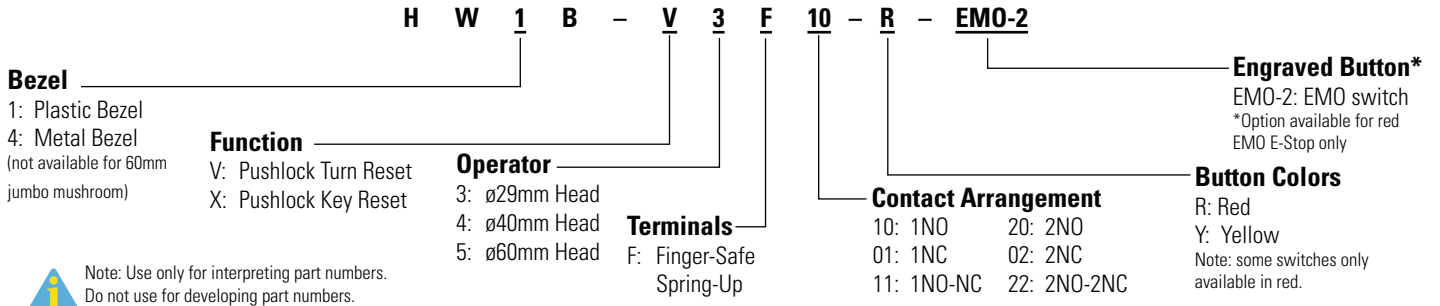 H W 1 B – V 3 F 10 – R – EMO-2
Bezel
1: Plastic Bezel
4: Metal Bezel
(not available for 60mm
jumbo mushroom)
Function
V: Pushlock Turn Reset
X: Pushlock Key Reset
Operator
3: ø29mm Head
4: ø40mm Head
5: ø60mm Head
Terminals
F: Finger-Safe
Spring-Up
Contact Arrangement
10: 1NO 20: 2NO
01: 1NC 02: 2NC
11: 1NO-NC 22: 2NO-2NC
Button Colors
R: Red
Y: Yellow
Note: some switches only
available in red.
Engraved Button*
EMO-2: EMO switch
*Option available for red
EMO E-Stop only
Note: Use only for interpreting part numbers.
Do not use for developing part numbers.